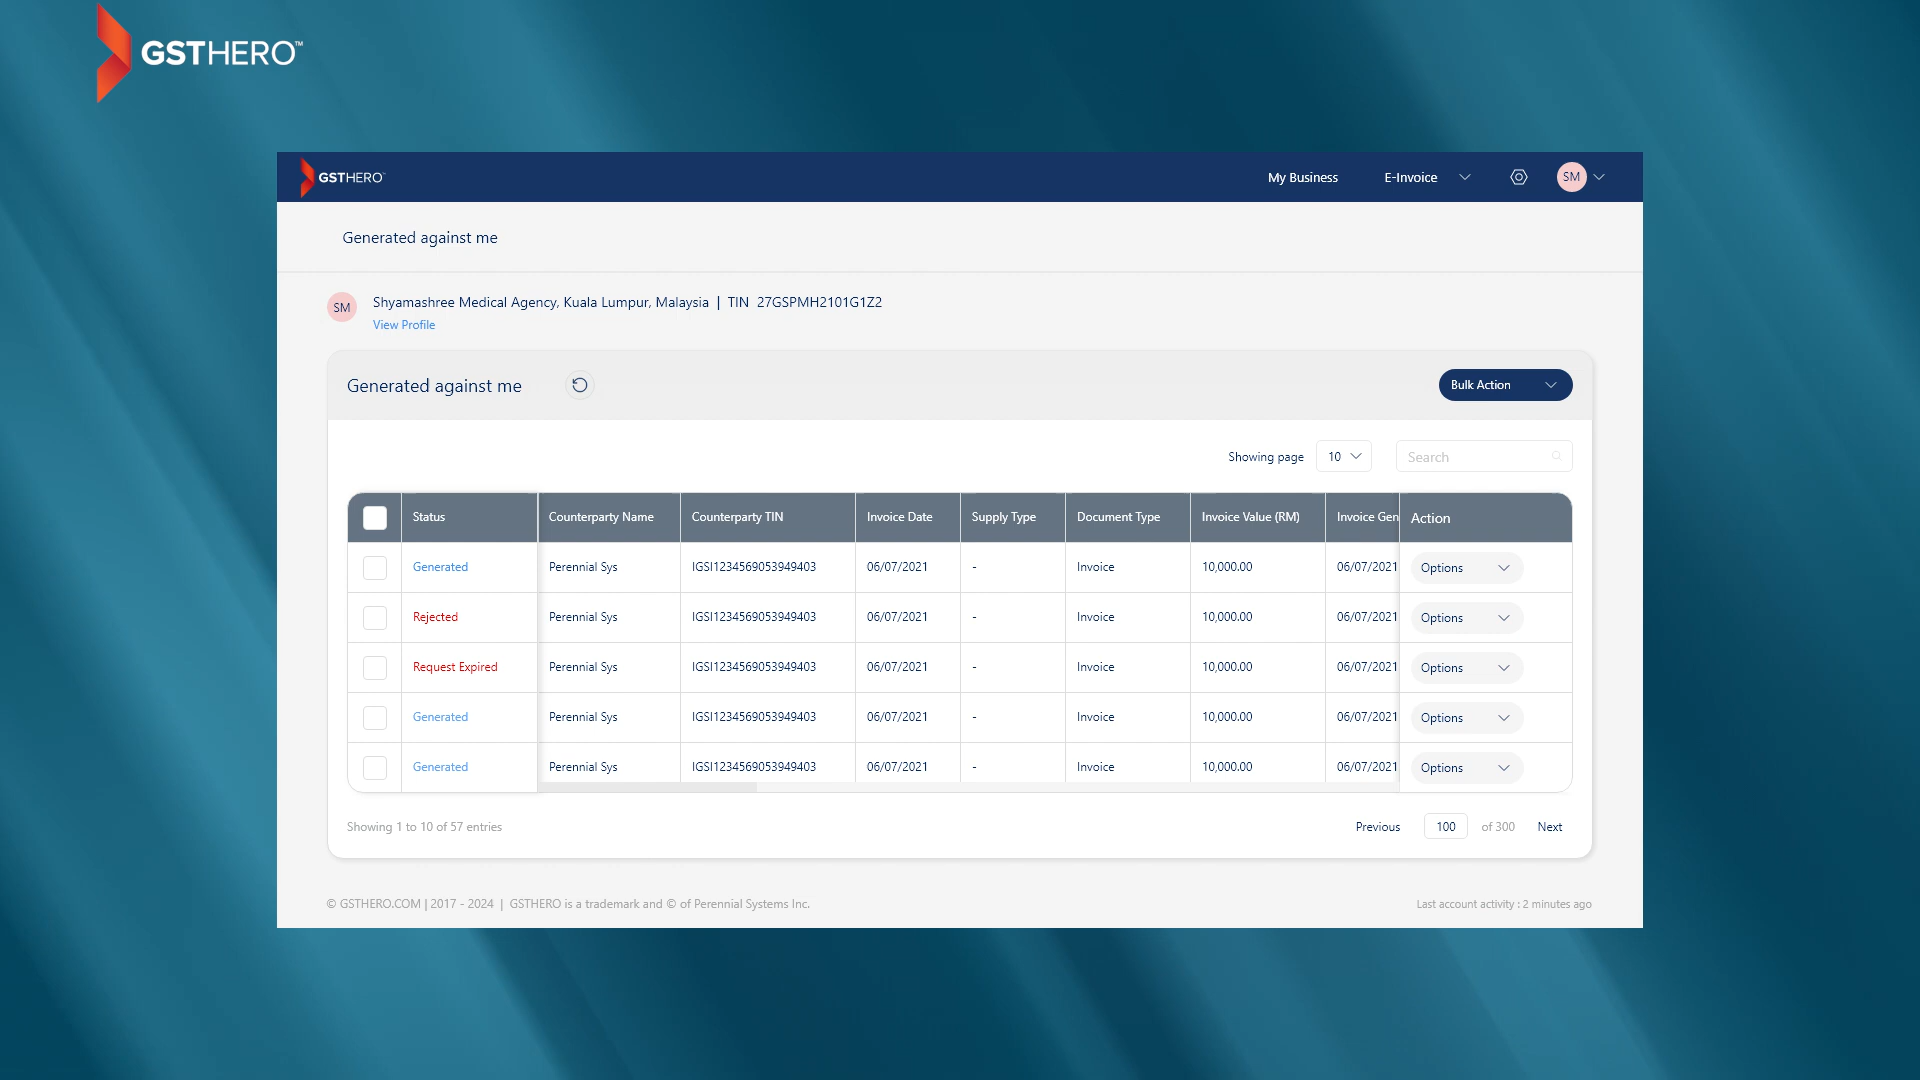 GSTHERO™
GSTHERO™
My Business
E-Invoice
SM
Generated against me
SM
Shyamashree Medical Agency, Kuala Lumpur, Malaysia | TIN 27GSPMH2101G1Z2
View Profile
Generated against me
Bulk Action
Showing page 10
Search
Status Counterparty Name Counterparty TIN Invoice Date Supply Type Document Type Invoice Value (RM) Invoice Gen Action
Generated Perennial Sys IGSI1234569053949403 06/07/2021 - Invoice 10,000.00 06/07/2021 Options
Rejected Perennial Sys IGSI1234569053949403 06/07/2021 - Invoice 10,000.00 06/07/2021 Options
Request Expired Perennial Sys IGSI1234569053949403 06/07/2021 - Invoice 10,000.00 06/07/2021 Options
Generated Perennial Sys IGSI1234569053949403 06/07/2021 - Invoice 10,000.00 06/07/2021 Options
Generated Perennial Sys IGSI1234569053949403 06/07/2021 - Invoice 10,000.00 06/07/2021 Options
Showing 1 to 10 of 57 entries
Previous 100 of 300 Next
© GSTHERO.COM | 2017 - 2024 | GSTHERO is a trademark and © of Perennial Systems Inc.
Last account activity : 2 minutes ago